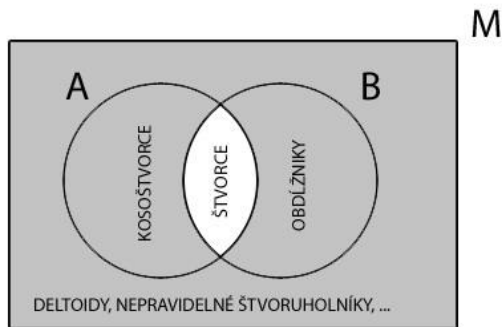 M
A
B
KOSOŠTVORCE
ŠTVORCE
OBDĹŽNIKY
DELTOIDY, NEPRAVIDELNÉ ŠTVORUHOLNÍKY, ...